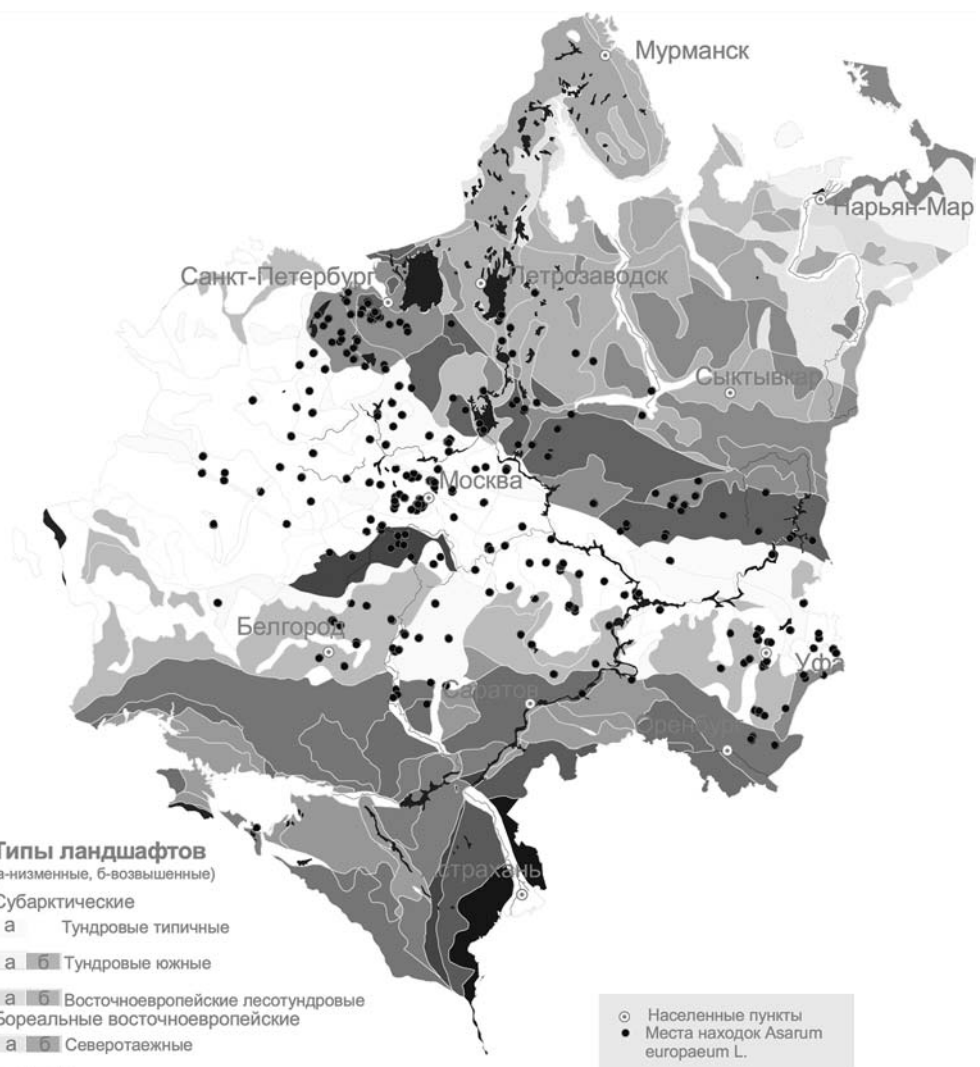 Мурманск
Нарьян-Мар
Санкт-Петербург
Петрозаводск
Сыктывкар
Москва
Белгород
Уфа
Саратов
Оренбург
страхань
Типы ландшафтов
а-низменные, б-возвышенные)
Субарктические
а Тундровые типичные
а б Тундровые южные
а б Восточноевропейские лесотундровые
Бореальные восточноевропейские
а б Северотаежные
Населенные пункты
Места находок Asarum
europaeum L.